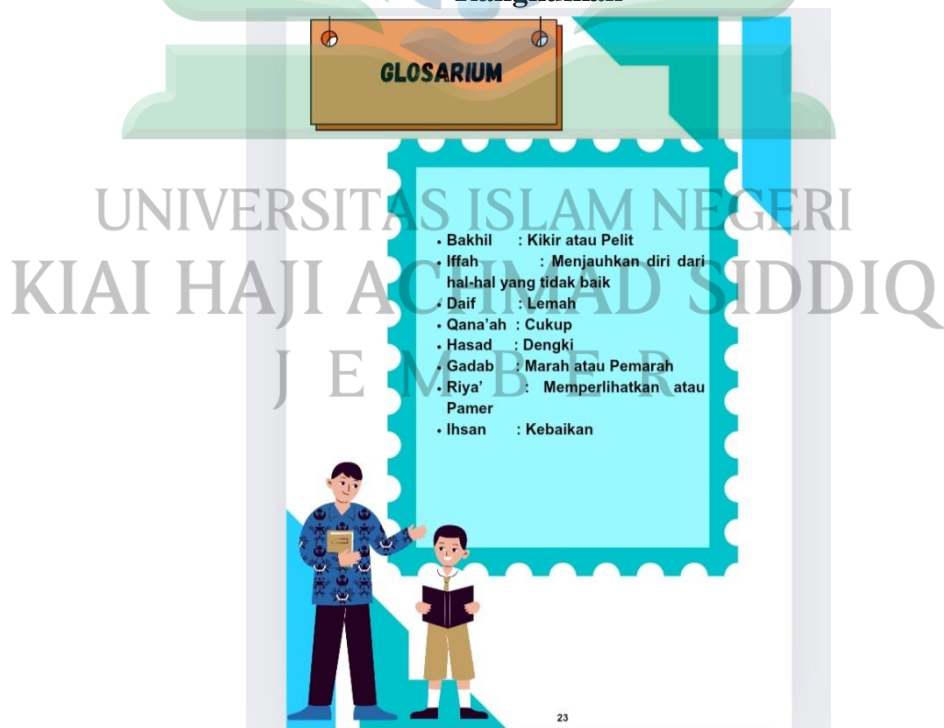 GLOSARIUM
UNIVERSITAS ISLAM NEGERI
KIAI HAJI ACHMAD SIDDIQ
JEMBER
• Bakhil : Kikir atau Pelit
• Iffah : Menjauhkan diri dari
hal-hal yang tidak baik
• Daif : Lemah
• Qana'ah : Cukup
• Hasad : Dengki
• Gadab : Marah atau Pemarah
• Riya' : Memperlihatkan atau
Pamer
• Ihsan : Kebaikan
23